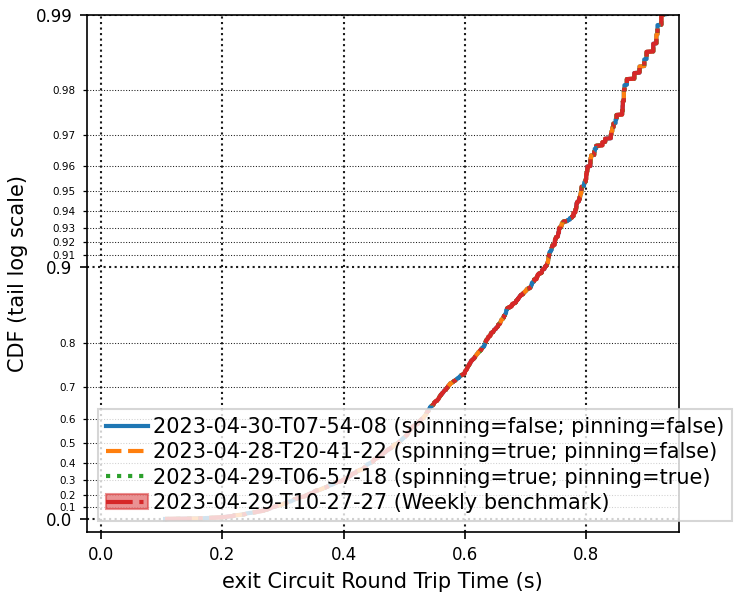 0.99
0.98
0.97
0.96
0.95
0.94
0.93
0.92
0.91
0.9
0.8
0.7
0.6
0.5
0.4
0.3
0.2
0.1
0.0
CDF (tail log scale)
2023-04-30-T07-54-08 (spinning=false; pinning=false)
2023-04-28-T20-41-22 (spinning=true; pinning=false)
2023-04-29-T06-57-18 (spinning=true; pinning=true)
2023-04-29-T10-27-27 (Weekly benchmark)
0.0 0.2 0.4 0.6 0.8
exit Circuit Round Trip Time (s)